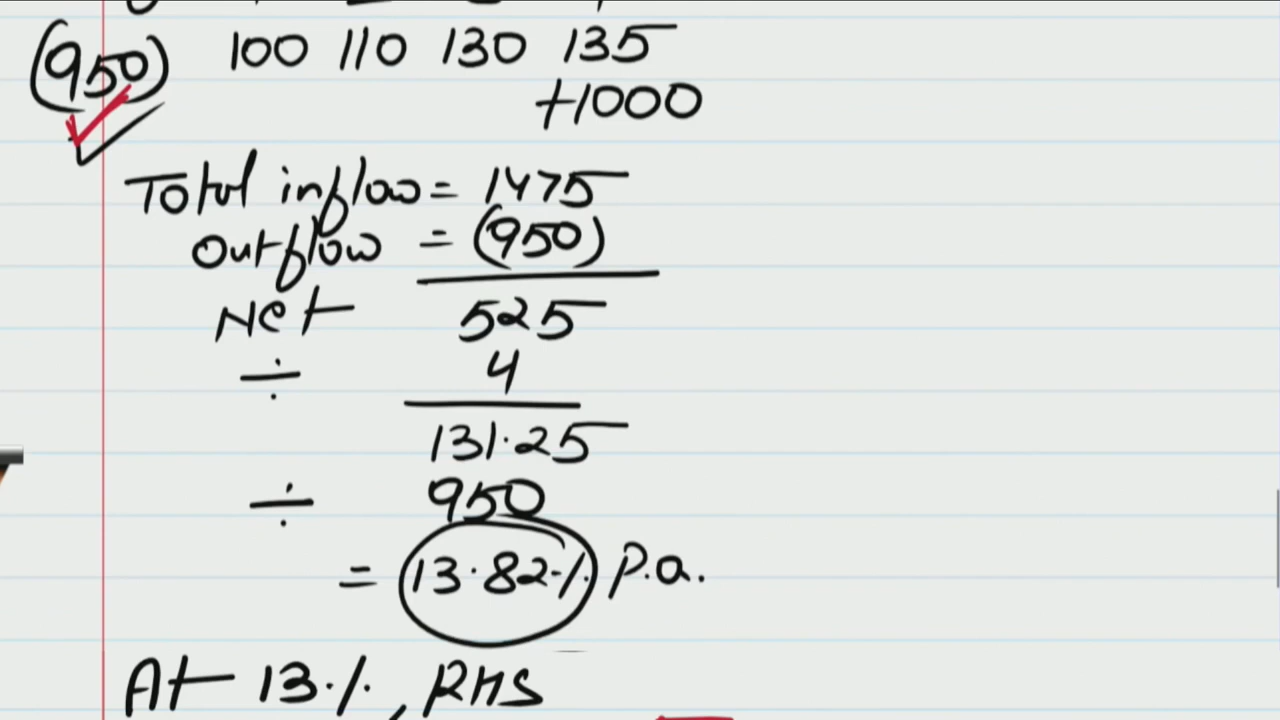 (950) 100 110 130 135
+1000
Total inflow = 1475
outflow = (950)
Net 525
÷ 4
131.25
÷ 950
= 13.82% p.a.
At 13%, RHS